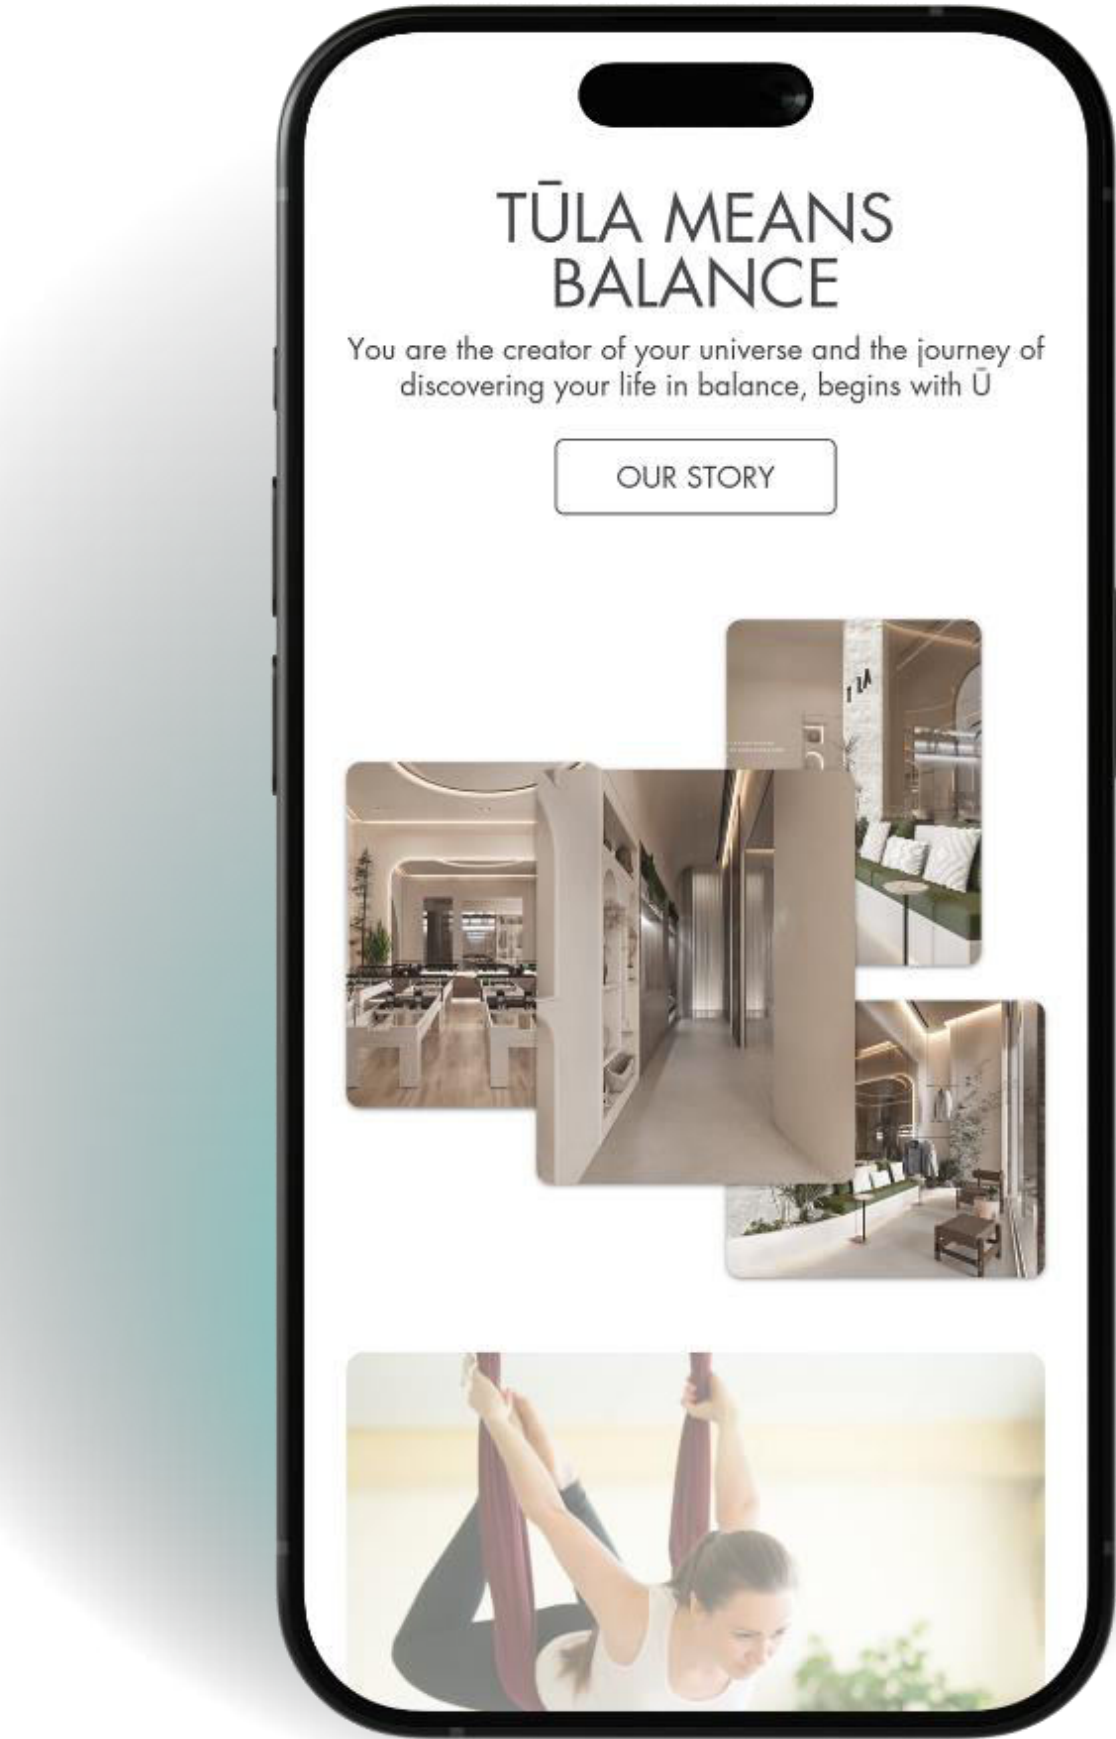 TŪLA MEANS
BALANCE
You are the creator of your universe and the journey of
discovering your life in balance, begins with Ū
OUR STORY